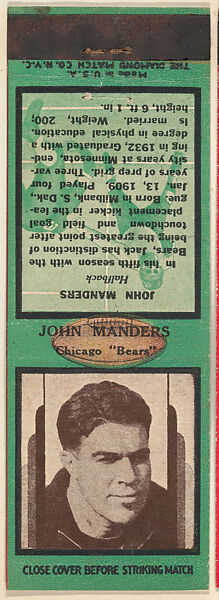 JOHN MANDERS
Chicago "Bears"
CLOSE COVER BEFORE STRIKING MATCH
JOHN MANDERS
Halfback
In his fifth season with the
Bears, Jack has distinction of
being the greatest point after
touchdown and field goal
placement kicker in the lea-
gue. Born in Milbank, S. Dak.,
Jan. 13, 1909. Played four
years of prep grid. Three var-
sity years at Minnesota, end-
ing in 1932. Graduated with a
degree in physical education.
Is married. Weight, 200;
height, 6 ft. 1 in.
Made in U.S.A.
THE DIAMOND MATCH CO. N.Y.C.